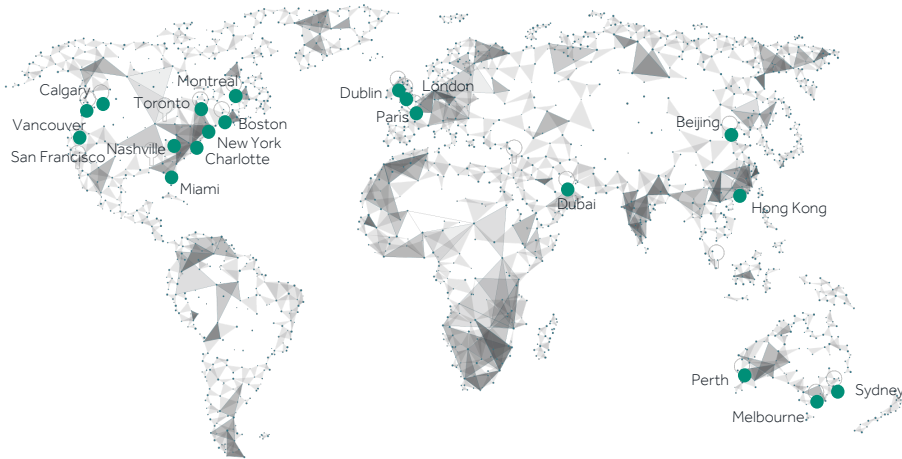 Montreal
Calgary
Toronto
Vancouver
Boston
New York
San Francisco
Nashville
Charlotte
Miami
Dublin
London
Paris
Beijing
Dubai
Hong Kong
Perth
Sydney
Melbourne